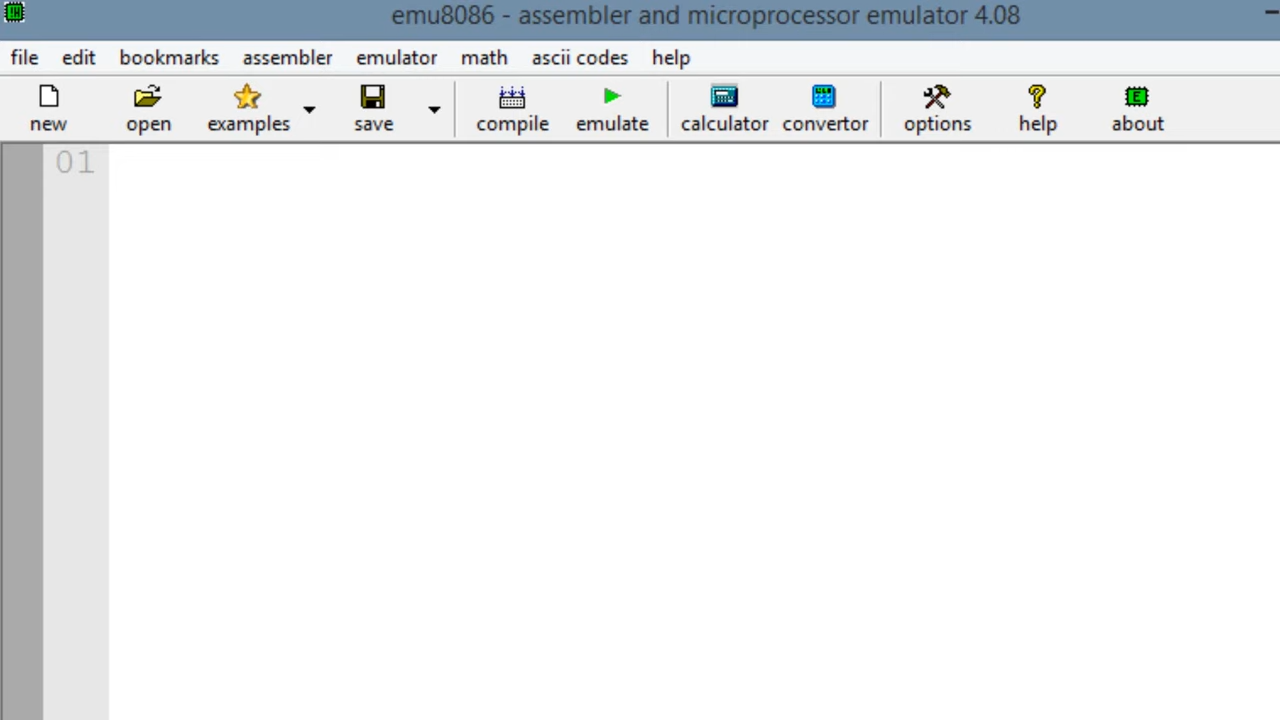 emu8086 - assembler and microprocessor emulator 4.08
file edit bookmarks assembler emulator math ascii codes help
new open examples save compile emulate calculator convertor options help about
01